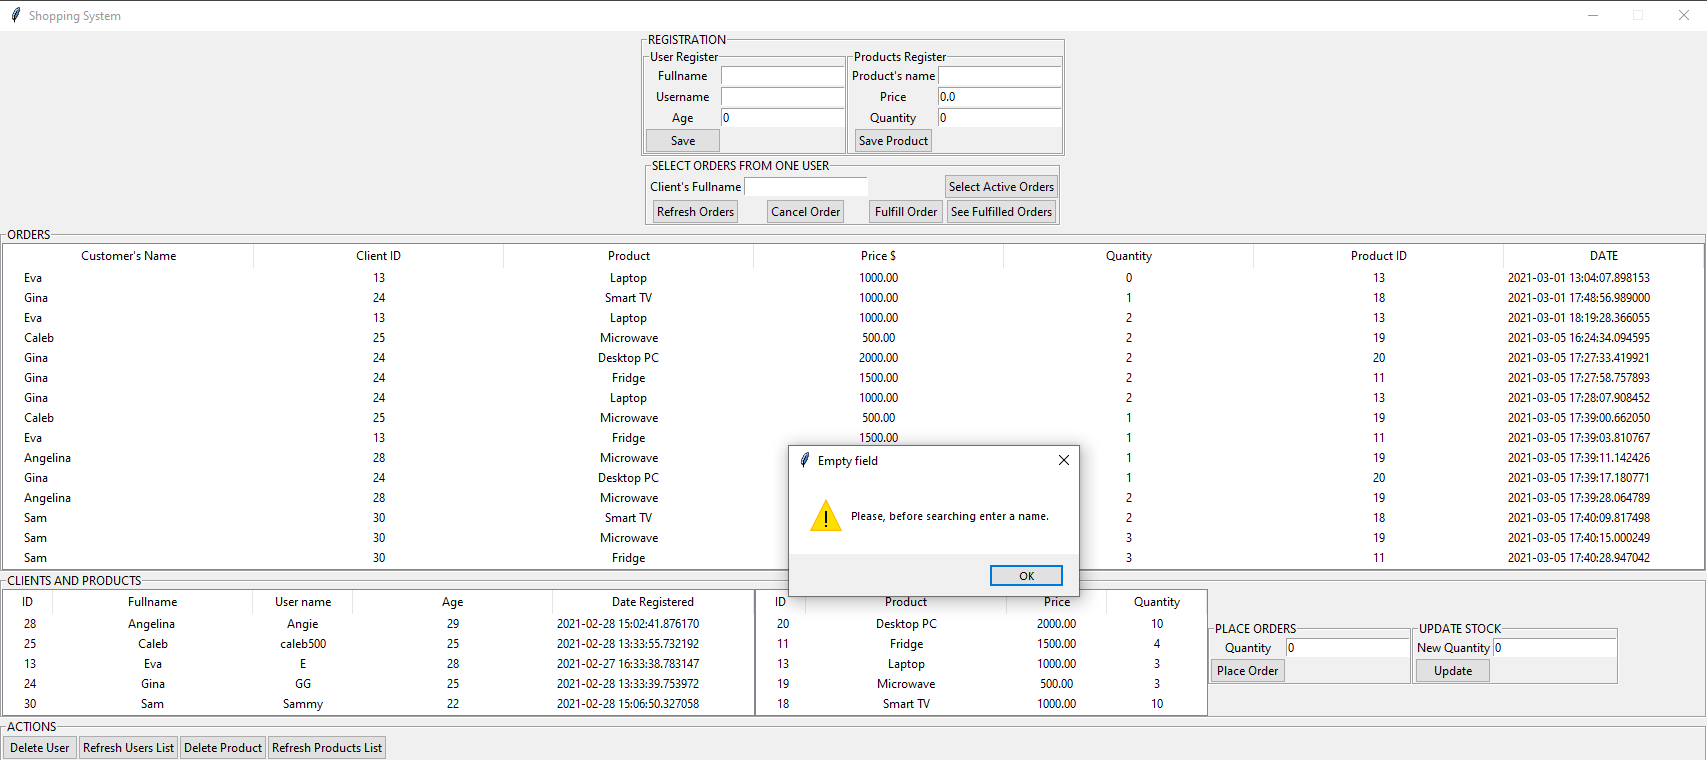 Shopping System
REGISTRATION
User Register
Fullname
Username
Age 0
Save
Products Register
Product's name
Price 0.0
Quantity 0
Save Product
SELECT ORDERS FROM ONE USER
Client's Fullname Select Active Orders
Refresh Orders Cancel Order Fulfill Order See Fulfilled Orders
ORDERS
Customer's Name Client ID Product Price $ Quantity Product ID DATE
Eva 13 Laptop 1000.00 0 13 2021-03-01 13:04:07.898153
Gina 24 Smart TV 1000.00 1 18 2021-03-01 17:48:56.989000
Eva 13 Laptop 1000.00 2 13 2021-03-01 18:19:28.366055
Caleb 25 Microwave 500.00 2 19 2021-03-05 16:24:34.094595
Gina 24 Desktop PC 2000.00 2 20 2021-03-05 17:27:33.419921
Gina 24 Fridge 1500.00 2 11 2021-03-05 17:27:58.757893
Gina 24 Laptop 1000.00 2 13 2021-03-05 17:28:07.908452
Caleb 25 Microwave 500.00 1 19 2021-03-05 17:39:00.662050
Eva 13 Fridge 1500.00 1 11 2021-03-05 17:39:03.810767
Angelina 28 Microwave 1 19 2021-03-05 17:39:11.142426
Gina 24 Desktop PC 1 20 2021-03-05 17:39:17.180771
Angelina 28 Microwave 2 19 2021-03-05 17:39:28.064789
Sam 30 Smart TV 2 18 2021-03-05 17:40:09.817498
Sam 30 Microwave 3 19 2021-03-05 17:40:15.000249
Sam 30 Fridge 3 11 2021-03-05 17:40:28.947042
Empty field
Please, before searching enter a name.
OK
CLIENTS AND PRODUCTS
ID Fullname User name Age Date Registered
28 Angelina Angie 29 2021-02-28 15:02:41.876170
25 Caleb caleb500 25 2021-02-28 13:33:55.732192
13 Eva E 28 2021-02-27 16:33:38.783147
24 Gina GG 25 2021-02-28 13:33:39.753972
30 Sam Sammy 22 2021-02-28 15:06:50.327058
ID Product Price Quantity
20 Desktop PC 2000.00 10
11 Fridge 1500.00 4
13 Laptop 1000.00 3
19 Microwave 500.00 3
18 Smart TV 1000.00 10
PLACE ORDERS
Quantity 0
Place Order
UPDATE STOCK
New Quantity 0
Update
ACTIONS
Delete User Refresh Users List Delete Product Refresh Products List